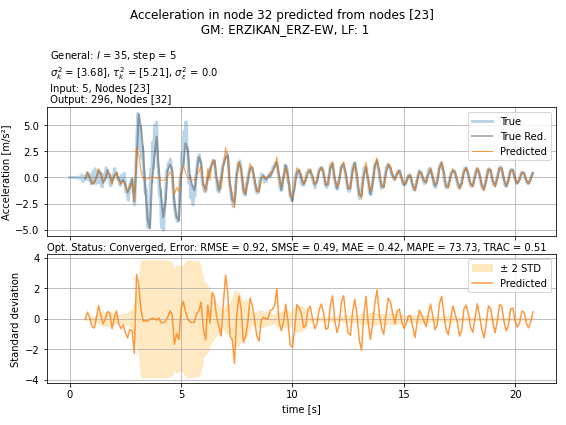 Acceleration in node 32 predicted from nodes [23]
GM: ERZIKAN_ERZ-EW, LF: 1
General: l = 35, step = 5
σ²ₖ = [3.68], τ²ₖ = [5.21], σ²ε = 0.0
Input: 5, Nodes [23]
Output: 296, Nodes [32]
Acceleration [m/s²]
5.0
2.5
0.0
−2.5
−5.0
True
True Red.
Predicted
Opt. Status: Converged, Error: RMSE = 0.92, SMSE = 0.49, MAE = 0.42, MAPE = 73.73, TRAC = 0.51
Standard deviation
4
2
0
−2
−4
± 2 STD
Predicted
0
5
10
15
20
time [s]